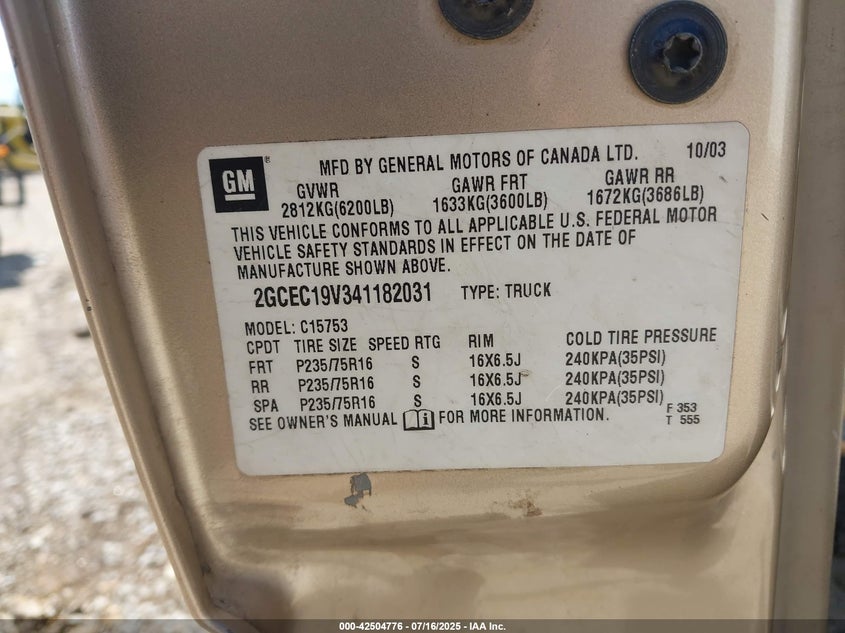 GM ®
MFD BY GENERAL MOTORS OF CANADA LTD. 10/03
GVWR GAWR FRT GAWR RR
2812KG(6200LB) 1633KG(3600LB) 1672KG(3686LB)
THIS VEHICLE CONFORMS TO ALL APPLICABLE U.S. FEDERAL MOTOR
VEHICLE SAFETY STANDARDS IN EFFECT ON THE DATE OF
MANUFACTURE SHOWN ABOVE.
2GCEC19V341182031 TYPE: TRUCK
MODEL: C15753
CPDT TIRE SIZE SPEED RTG RIM COLD TIRE PRESSURE
FRT P235/75R16 S 16X6.5J 240KPA(35PSI)
RR P235/75R16 S 16X6.5J 240KPA(35PSI)
SPA P235/75R16 S 16X6.5J 240KPA(35PSI)
SEE OWNER'S MANUAL i FOR MORE INFORMATION.
F 353
T 555
000-42504776 - 07/16/2025 - IAA Inc.